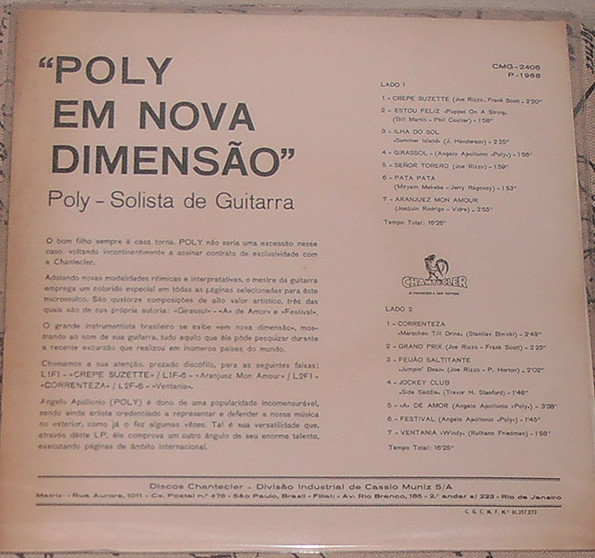 "POLY
EM NOVA
DIMENSÃO"
Poly - Solista de Guitarra
O bom filho sempre à casa torna. POLY não seria uma excessão nesse
caso, voltando incontinentemente a assinar contrato de exclusividade com
a Chantecler.
Adotando novas modalidades rítmicas e interpretativas, o mestre da guitarra
emprega um colorido especial em tôdas as páginas selecionadas para êste
microssulco. São quatorze composições de alto valor artístico, três das
quais são de sua própria autoria: «Girassol» - «A» de Amor» e «Festival».
O grande instrumentista brasileiro se exibe «em nova dimensão», mos-
trando ao som de sua guitarra, tudo aquilo que êle pôde pesquizar durante
a recente excursão que realizou em inúmeros países do mundo.
Chamamos a sua atenção, prezado discófilo, para as seguintes faixas:
L1F1 - «CREPE SUZETTE» / L1F-6 - «Aranjuez Mon Amour» / L2F1 -
«CORRENTEZA» / L2F-6 - «Ventania».
Angelo Apollonio (POLY) é dono de uma popularidade incomensurável,
sendo ainda artista credenciado a representar e defender a nossa música
no exterior, como já o fez algumas vêzes. Tal é sua versatilidade que,
através dêste LP, êle comprova um outro ângulo de seu enorme talento,
executando páginas de âmbito internacional.
CMG-2408
P-1968
LADO 1
1 - CREPE SUZETTE (Joe Rizzo - Frank Scott - 2'20"
2 - ESTOU FELIZ «Puppet On A String»
(Bill Martin - Phil Coulter) - 1'58"
3 - ILHA DO SOL
«Sommer Island» (J. Henderson) - 2'25"
4 - GIRASSOL - (Angelo Apollonio «Poly») - 1'56"
5 - SEÑOR TORERO (Joe Rizzo) - 1'59"
6 - PATA PATA
(Miryam Makeba - Jerry Ragovoy) - 1'53"
7 - ARANJUEZ MON AMOUR
(Joaquin Rodrigo - Vidre) - 3'55"
Tempo Total: 16'26"
CHANTECLER
LADO 2
1 - CORRENTEZA
«Marschen Till Drina» (Stanilav Binicki) - 2'49"
2 - GRAND PRIX (Joe Rizzo - Frank Scott) - 2'23"
3 - FEIJÃO SALTITANTE
«Jumpin' Bean» (Joe Rizzo - P. Horton) - 2'02"
4 - JOCKEY CLUB
«Side Saddle» (Trevor H. Stanford) - 1'48"
5 - «A» DE AMOR (Angelo Apollonio «Poly») - 3'38"
6 - FESTIVAL (Angelo Apollonio «Poly») - 1'45"
7 - VENTANIA «Windy» (Ruthann Friedman) - 1'58"
Tempo Total: 16'25"
Discos Chantecler - Divisão Industrial de Cassio Muniz S/A
Matriz: - Rua Aurora, 1011 - Cx. Postal n.º 476 - São Paulo, Brasil - Filial: - Av. Rio Branco, 185 - 2.º andar s/ 223 - Rio de Janeiro
C. G. C. M. F. N.º 61.357.273